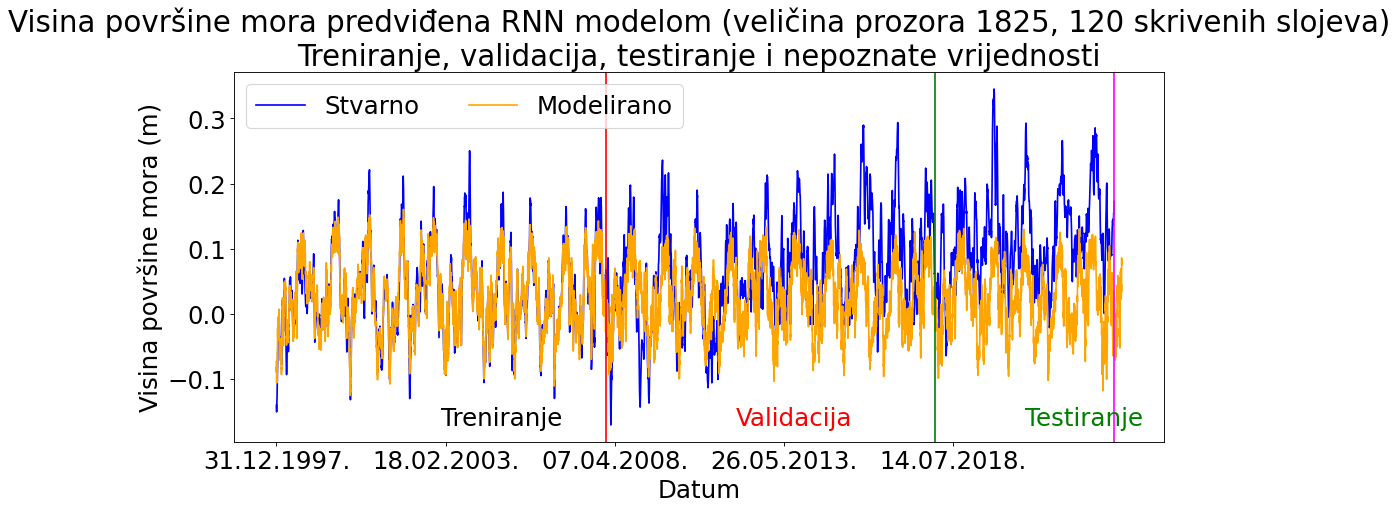 Visina površine mora predviđena RNN modelom (veličina prozora 1825, 120 skrivenih slojeva)
Treniranje, validacija, testiranje i nepoznate vrijednosti
Stvarno Modelirano
Visina površine mora (m)
0.3
0.2
0.1
0.0
−0.1
Treniranje Validacija Testiranje
31.12.1997. 18.02.2003. 07.04.2008. 26.05.2013. 14.07.2018.
Datum